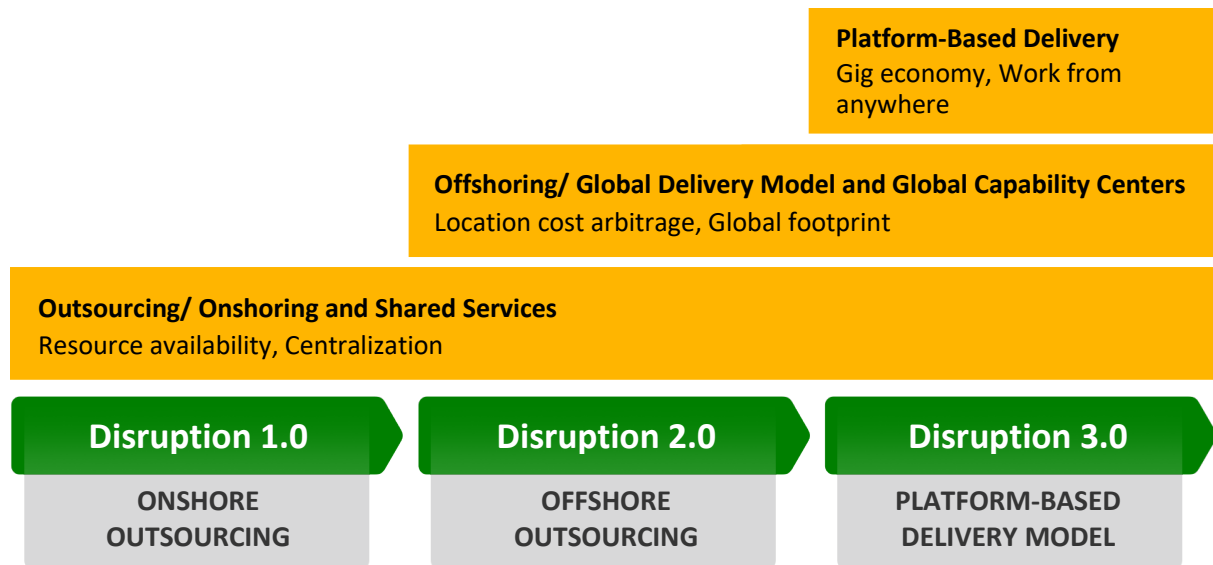 Platform-Based Delivery
Gig economy, Work from
anywhere
Offshoring/ Global Delivery Model and Global Capability Centers
Location cost arbitrage, Global footprint
Outsourcing/ Onshoring and Shared Services
Resource availability, Centralization
Disruption 1.0
Disruption 2.0
Disruption 3.0
ONSHORE
OUTSOURCING
OFFSHORE
OUTSOURCING
PLATFORM-BASED
DELIVERY MODEL